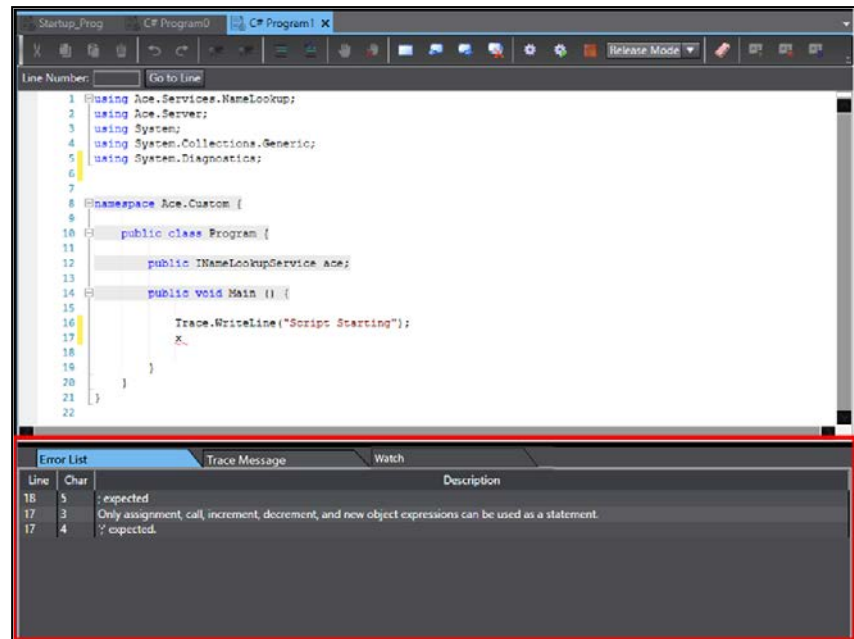 Startup_Prog C# Program0 C# Program1 X
Release Mode
Line Number: Go to Line
1 using Ace.Services.NameLookup;
2 using Ace.Server;
3 using System;
4 using System.Collections.Generic;
5 using System.Diagnostics;
6
7
8 namespace Ace.Custom {
9
10 public class Program {
11
12 public INameLookupService ace;
13
14 public void Main () {
15
16 Trace.WriteLine("Script Starting");
17 x
18
19 }
20 }
21 }
22
Error List Trace Message Watch
Line Char Description
18 5 ; expected
17 3 Only assignment, call, increment, decrement, and new object expressions can be used as a statement.
17 4 ';' expected.